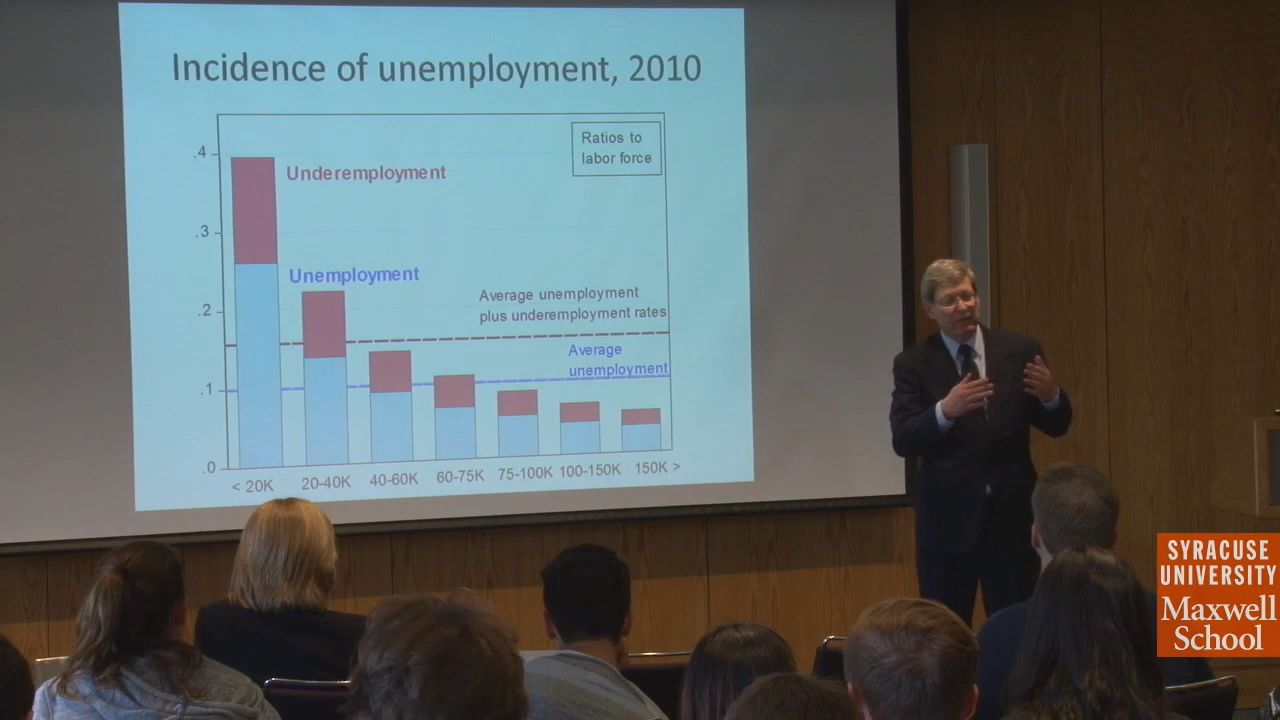 Incidence of unemployment, 2010
Ratios to
labor force
.4
Underemployment
.3
Unemployment
Average unemployment
plus underemployment rates
.2
Average
unemployment
.1
.0
< 20K 20-40K 40-60K 60-75K 75-100K 100-150K 150K >
SYRACUSE
UNIVERSITY
Maxwell
School